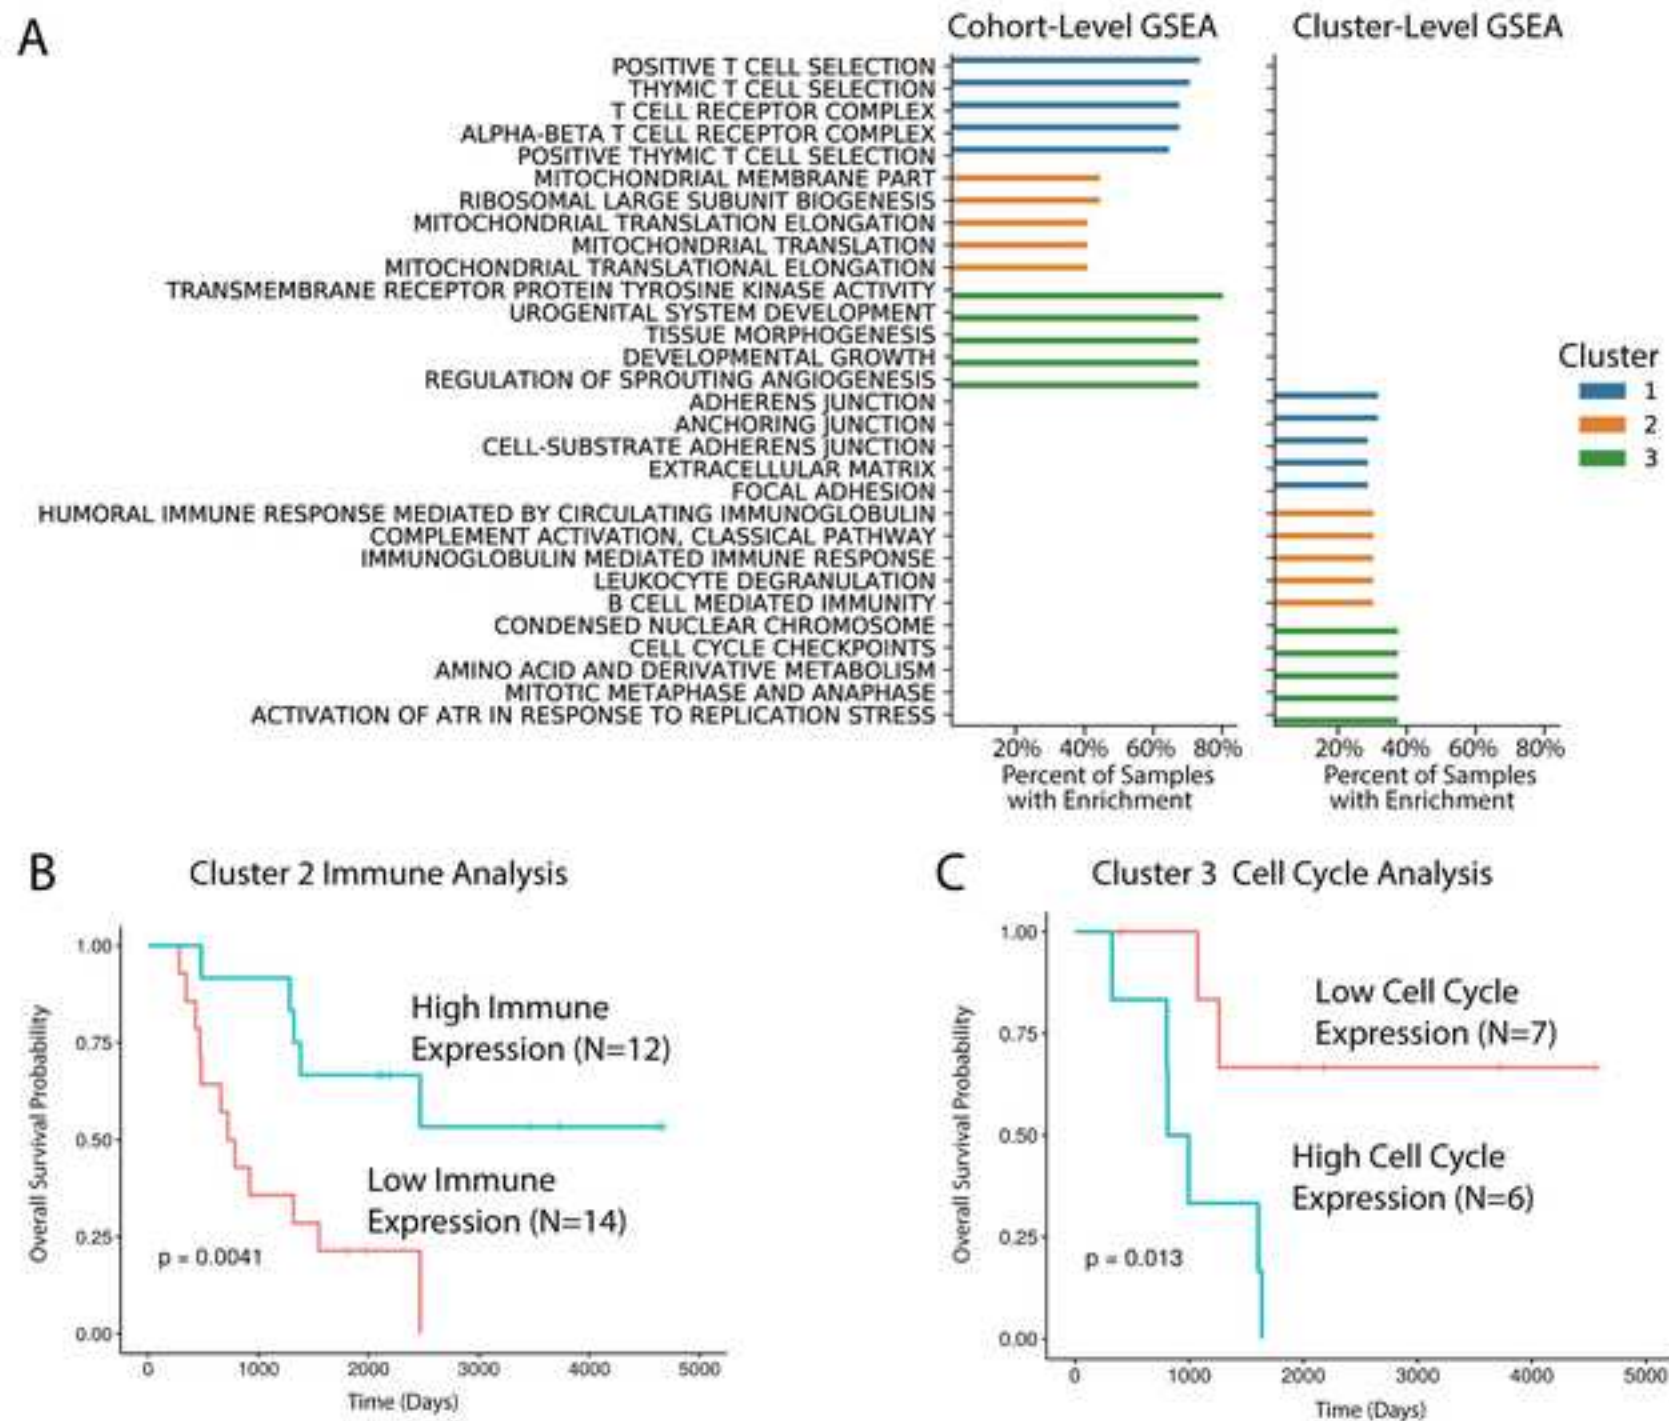 A
Cohort-Level GSEA
Cluster-Level GSEA
POSITIVE T CELL SELECTION
THYMIC T CELL SELECTION
T CELL RECEPTOR COMPLEX
ALPHA-BETA T CELL RECEPTOR COMPLEX
POSITIVE THYMIC T CELL SELECTION
MITOCHONDRIAL MEMBRANE PART
RIBOSOMAL LARGE SUBUNIT BIOGENESIS
MITOCHONDRIAL TRANSLATION ELONGATION
MITOCHONDRIAL TRANSLATION
MITOCHONDRIAL TRANSLATIONAL ELONGATION
TRANSMEMBRANE RECEPTOR PROTEIN TYROSINE KINASE ACTIVITY
UROGENITAL SYSTEM DEVELOPMENT
TISSUE MORPHOGENESIS
DEVELOPMENTAL GROWTH
REGULATION OF SPROUTING ANGIOGENESIS
ADHERENS JUNCTION
ANCHORING JUNCTION
CELL-SUBSTRATE ADHERENS JUNCTION
EXTRACELLULAR MATRIX
FOCAL ADHESION
HUMORAL IMMUNE RESPONSE MEDIATED BY CIRCULATING IMMUNOGLOBULIN
COMPLEMENT ACTIVATION, CLASSICAL PATHWAY
IMMUNOGLOBULIN MEDIATED IMMUNE RESPONSE
LEUKOCYTE DEGRANULATION
B CELL MEDIATED IMMUNITY
CONDENSED NUCLEAR CHROMOSOME
CELL CYCLE CHECKPOINTS
AMINO ACID AND DERIVATIVE METABOLISM
MITOTIC METAPHASE AND ANAPHASE
ACTIVATION OF ATR IN RESPONSE TO REPLICATION STRESS
20% 40% 60% 80%
Percent of Samples
with Enrichment
20% 40% 60% 80%
Percent of Samples
with Enrichment
Cluster
1
2
3
B
Cluster 2 Immune Analysis
Overall Survival Probability
1.00
0.75
0.50
0.25
0.00
High Immune
Expression (N=12)
Low Immune
Expression (N=14)
p = 0.0041
0 1000 2000 3000 4000 5000
Time (Days)
C
Cluster 3 Cell Cycle Analysis
Overall Survival Probability
1.00
0.75
0.50
0.25
0.00
Low Cell Cycle
Expression (N=7)
High Cell Cycle
Expression (N=6)
p = 0.013
0 1000 2000 3000 4000 5000
Time (Days)